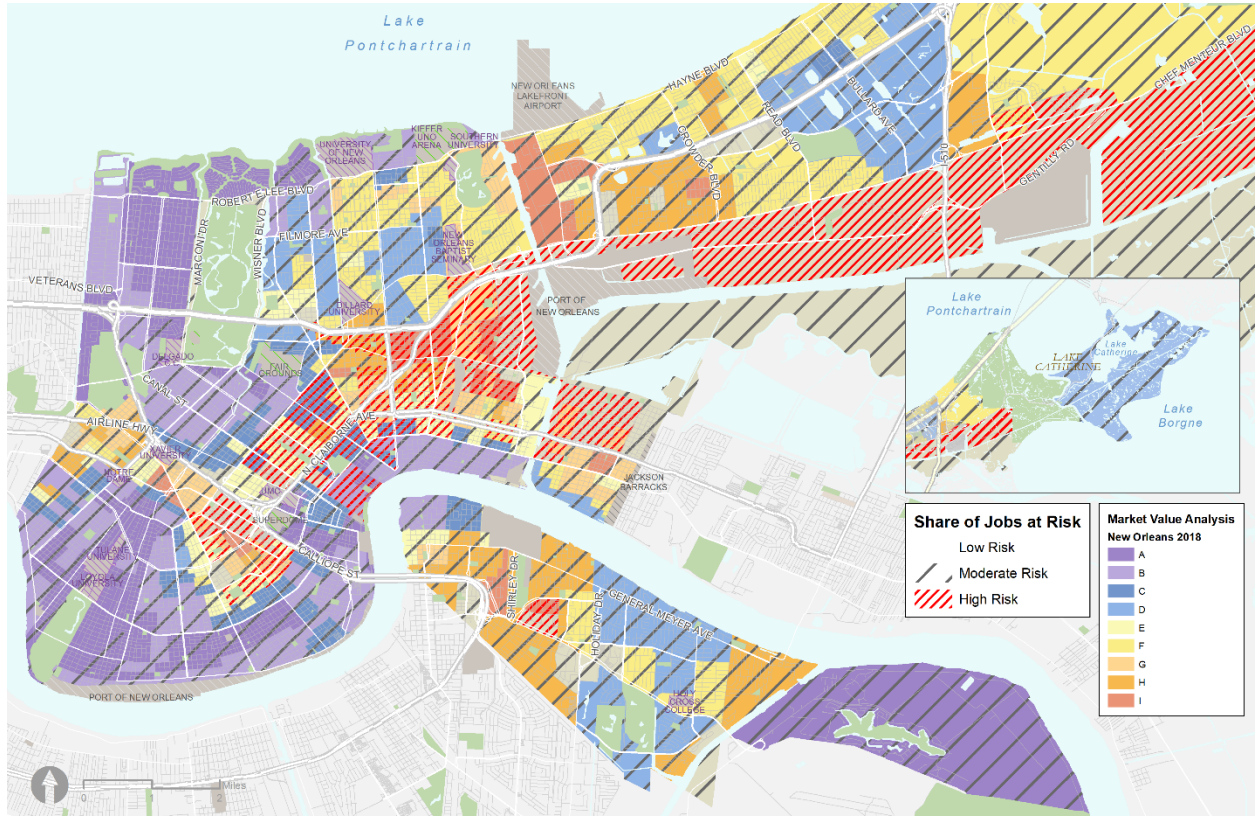 Lake
Pontchartrain
NEW ORLEANS
LAKEFRONT
AIRPORT
HAYNE BLVD
CHEF MENTEUR BLVD
BULLARD AVE
READ BLVD
CROWDER BLVD
I-510
GENTILLY RD
KIEFER
UNO
ARENA
UNIVERSITY
OF NEW
ORLEANS
SOUTHERN
UNIVERSITY
ROBERT E LEE BLVD
MARCONI DR
WISNER BLVD
FILMORE AVE
NEW
ORLEANS
BAPTIST
SEMINARY
VETERANS BLVD
DILLARD
UNIVERSITY
PORT OF
NEW ORLEANS
DELGADO
FAIR
GROUNDS
CANAL ST
AIRLINE HWY
N CLAIBORNE AVE
XAVIER
UNIVERSITY
NOTRE
DAME
UMC
SUPERDOME
JACKSON
BARRACKS
TULANE
UNIVERSITY
LOYOLA
UNIVERSITY
CALLIOPE ST
SHIRLEY DR
HOLIDAY DR
GENERAL MEYER AVE
HOLY
CROSS
COLLEGE
PORT OF NEW ORLEANS
Lake
Pontchartrain
Lake
Catherine
LAKE
CATHERINE
Lake
Borgne
Share of Jobs at Risk
Low Risk
Moderate Risk
High Risk
Market Value Analysis
New Orleans 2018
A
B
C
D
E
F
G
H
I
Miles
0 1 2